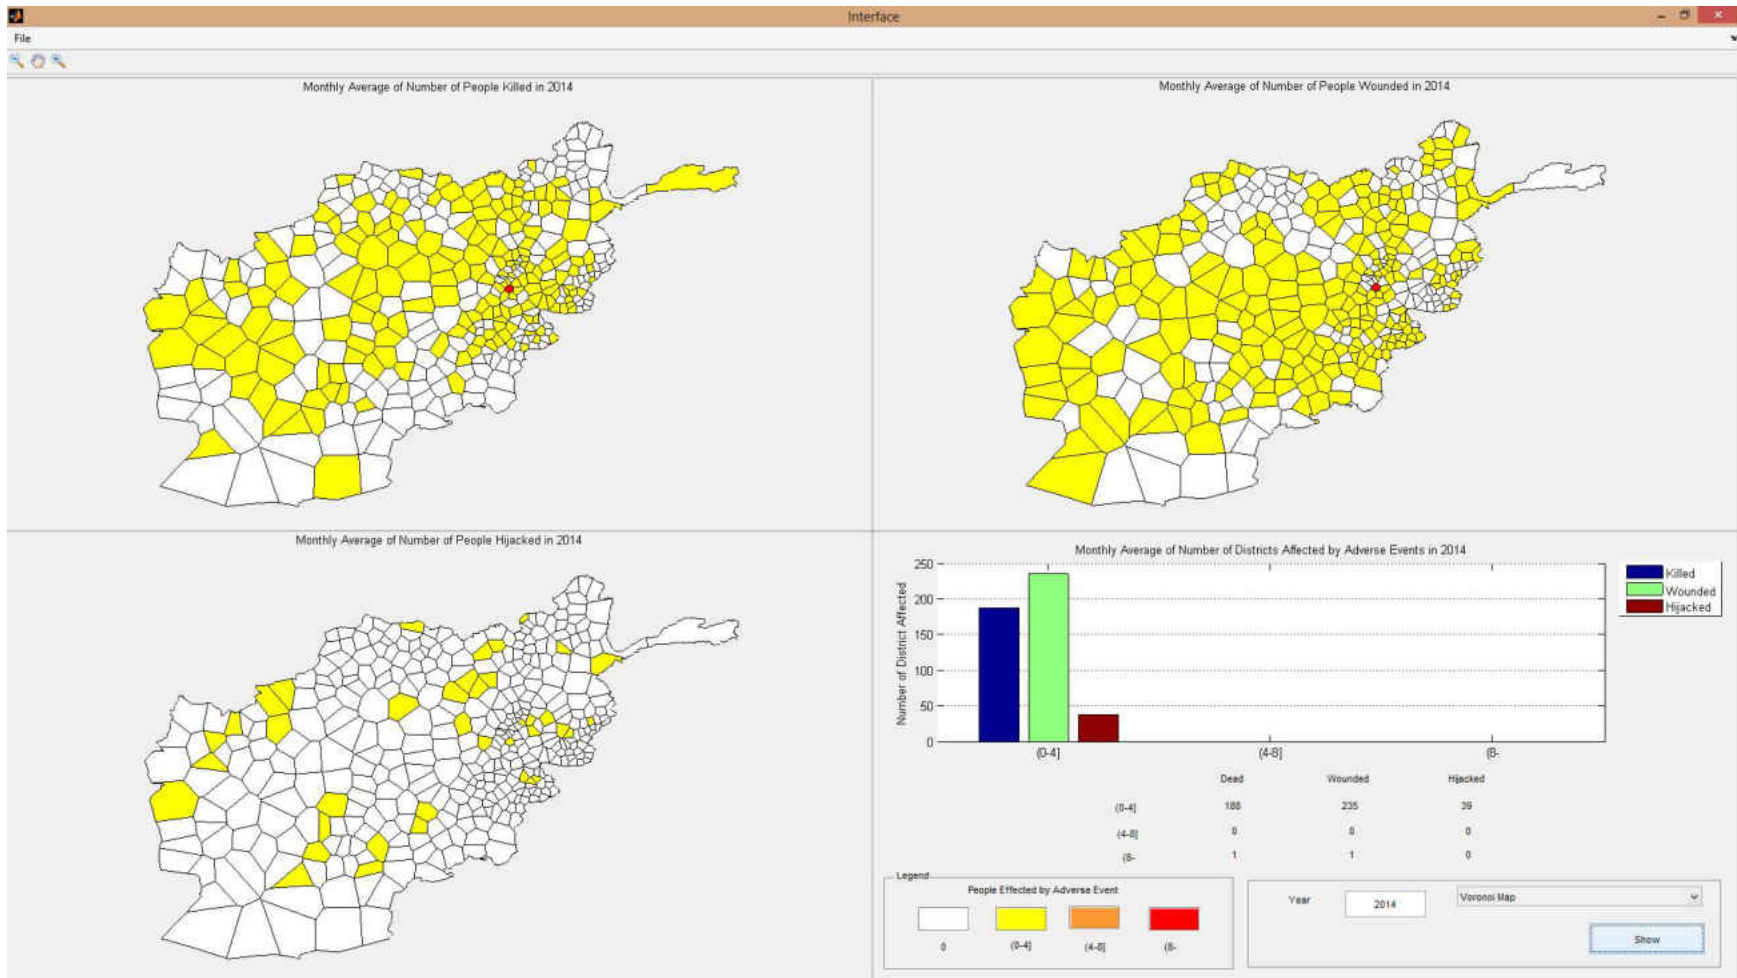 Interface
File
Monthly Average of Number of People Killed in 2014
Monthly Average of Number of People Wounded in 2014
Monthly Average of Number of People Hijacked in 2014
Monthly Average of Number of Districts Affected by Adverse Events in 2014
Number of District Affected
250
200
150
100
50
0
(0-4]
(4-8]
(8-
Killed
Wounded
Hijacked
Dead Wounded Hijacked
(0-4] 188 235 39
(4-8] 0 0 0
(8- 1 1 0
Legend
People Effected by Adverse Event
0 (0-4] (4-8] (8-
Year 2014 Voronoi Map
Show